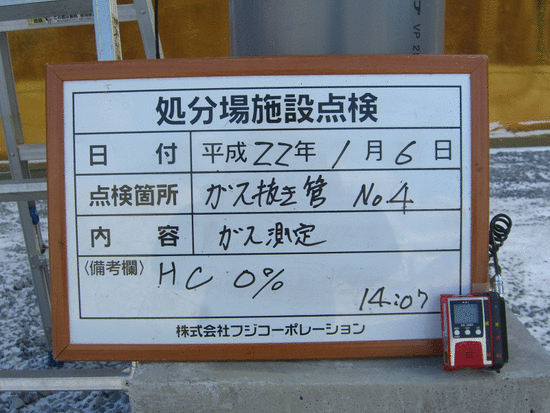 VP 2
処分場施設点検
日付 平成22年1月6日
点検箇所 ガス抜き管 No.4
内容 ガス測定
〈備考欄〉 HC 0%
14:07
株式会社フジコーポレーション